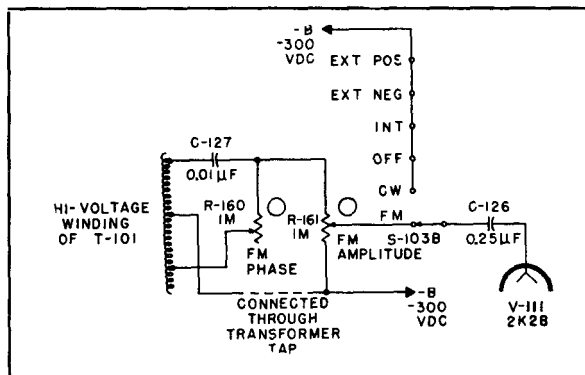 -B
-300
VDC
EXT POS
EXT NEG
INT
OFF
CW
FM
S-103B
C-127
0.01µF
HI-VOLTAGE
WINDING
OF T-101
R-160
1M
FM
PHASE
R-161
1M
FM
AMPLITUDE
C-126
0.25µF
CONNECTED
THROUGH
TRANSFORMER
TAP
-B
-300
VDC
V-111
2K28